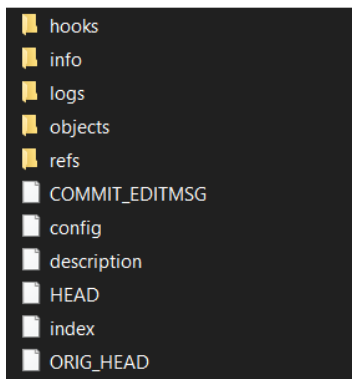 hooks
info
logs
objects
refs
COMMIT_EDITMSG
config
description
HEAD
index
ORIG_HEAD